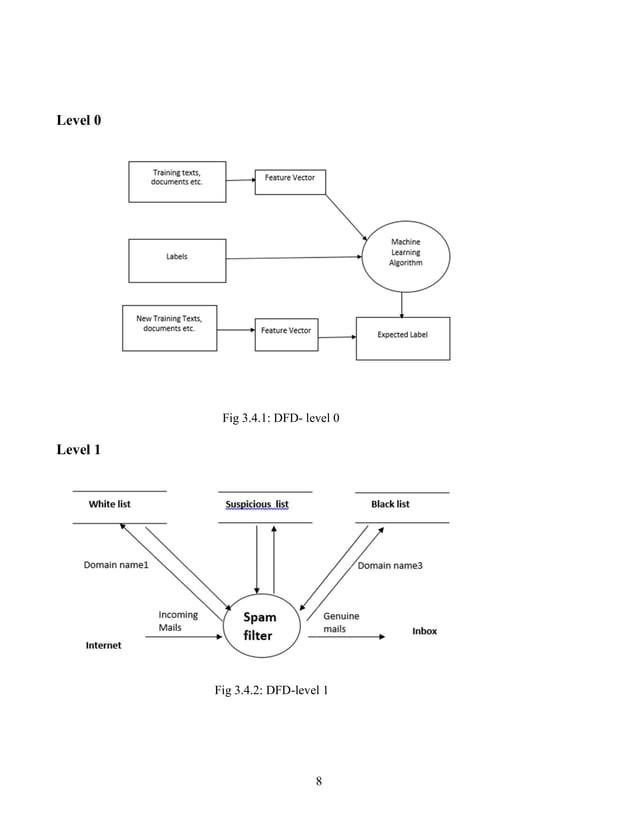 Level 0
Training texts,
documents etc.
Feature Vector
Machine
Learning
Algorithm
Labels
New Training Texts,
documents etc.
Feature Vector
Expected Label
Fig 3.4.1: DFD- level 0
Level 1
White list
Suspicious list
Black list
Domain name1
Domain name3
Incoming
Mails
Spam
filter
Genuine
mails
Internet
Inbox
Fig 3.4.2: DFD-level 1
8